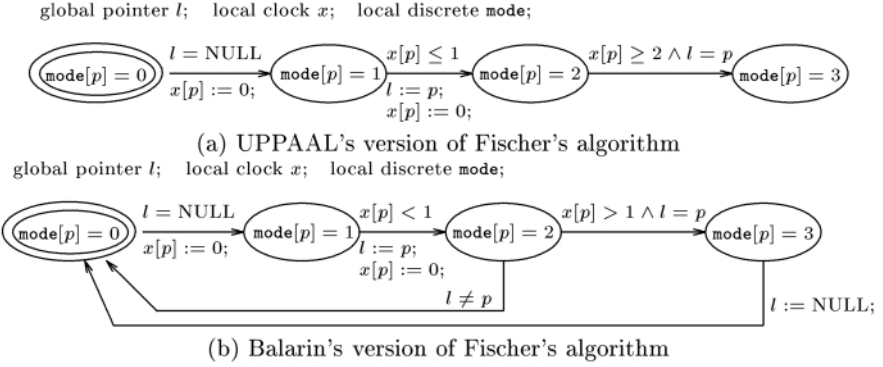 global pointer l; local clock x; local discrete mode;
mode[p] = 0
l = NULL
x[p] := 0;
mode[p] = 1
x[p] ≤ 1
l := p;
x[p] := 0;
mode[p] = 2
x[p] ≥ 2 ∧ l = p
mode[p] = 3
(a) UPPAAL's version of Fischer's algorithm
global pointer l; local clock x; local discrete mode;
mode[p] = 0
l = NULL
x[p] := 0;
mode[p] = 1
x[p] < 1
l := p;
x[p] := 0;
mode[p] = 2
x[p] > 1 ∧ l = p
mode[p] = 3
l ≠ p
l := NULL;
(b) Balarin's version of Fischer's algorithm